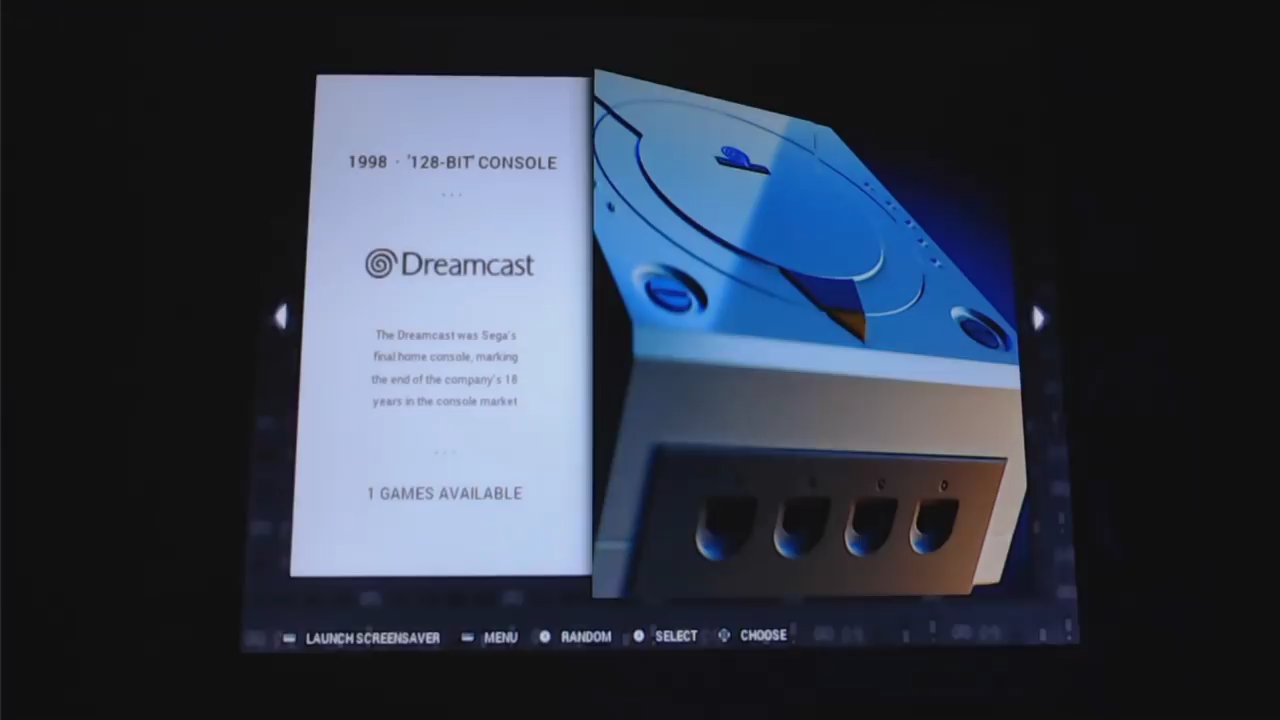 1998 · '128-BIT' CONSOLE
Dreamcast
The Dreamcast was Sega's
final home console, marking
the end of the company's 18
years in the console market
1 GAMES AVAILABLE
LAUNCH SCREENSAVER MENU RANDOM SELECT CHOOSE